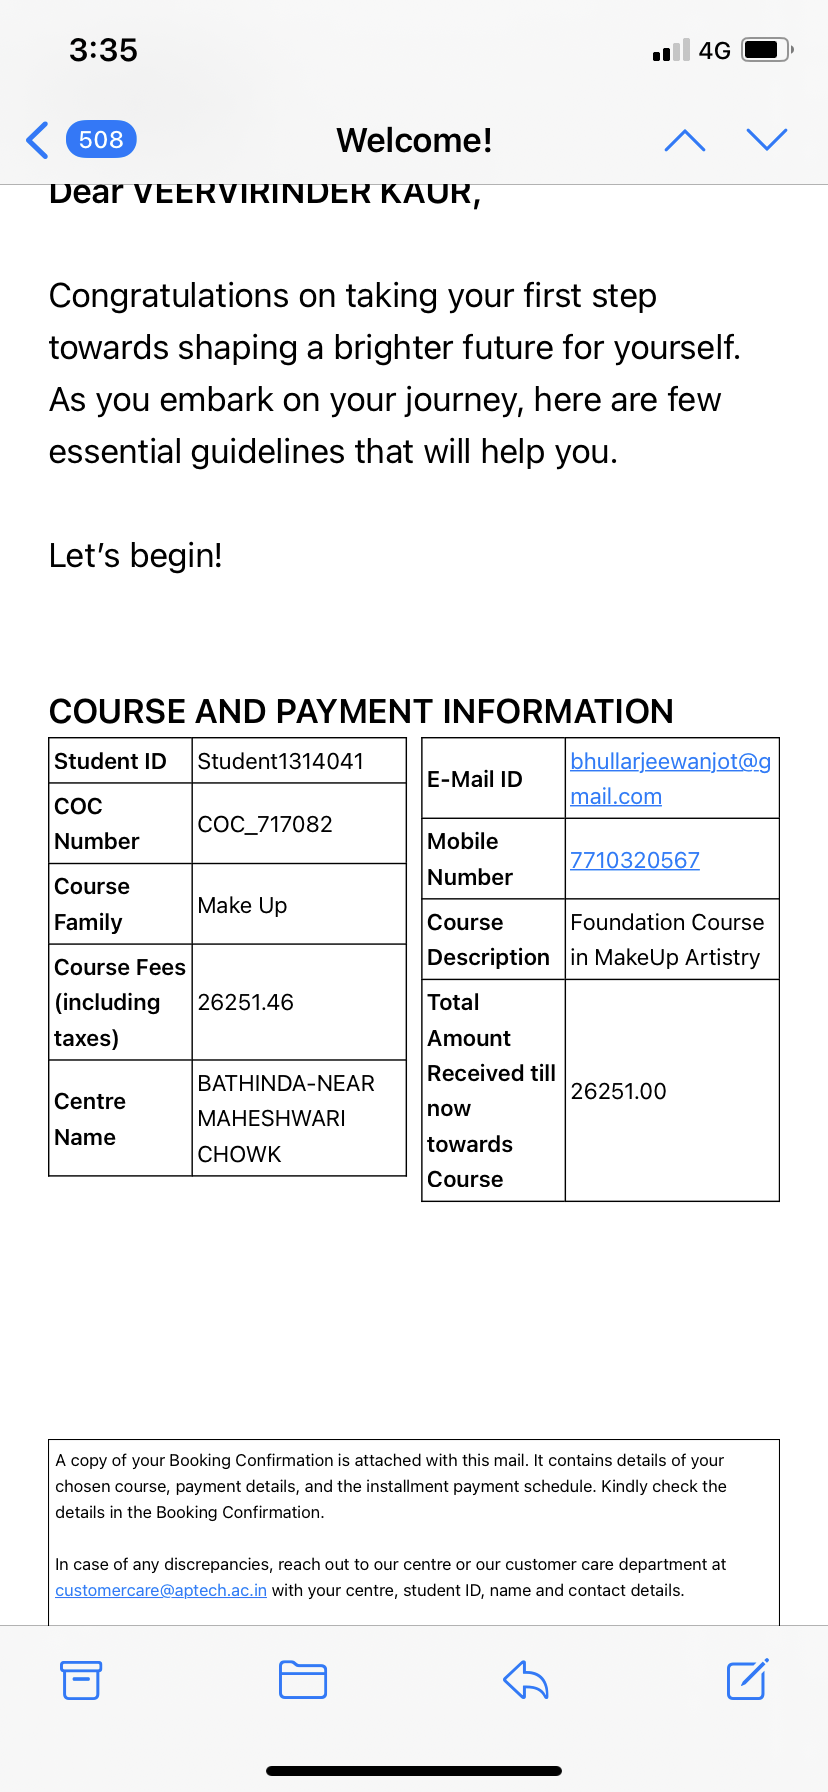 3:35
4G
508
Welcome!
Dear VEERVIRINDER KAUR,
Congratulations on taking your first step
towards shaping a brighter future for yourself.
As you embark on your journey, here are few
essential guidelines that will help you.
Let's begin!
COURSE AND PAYMENT INFORMATION
Student ID Student1314041
COC
Number
COC_717082
Course
Family
Make Up
Course Fees
(including
taxes)
26251.46
Centre
Name
BATHINDA-NEAR
MAHESHWARI
CHOWK
E-Mail ID
bhullarjeewanjot@g
mail.com
Mobile
Number
7710320567
Course
Description
Foundation Course
in MakeUp Artistry
Total
Amount
Received till
now
towards
Course
26251.00
A copy of your Booking Confirmation is attached with this mail. It contains details of your
chosen course, payment details, and the installment payment schedule. Kindly check the
details in the Booking Confirmation.
In case of any discrepancies, reach out to our centre or our customer care department at
customercare@aptech.ac.in with your centre, student ID, name and contact details.